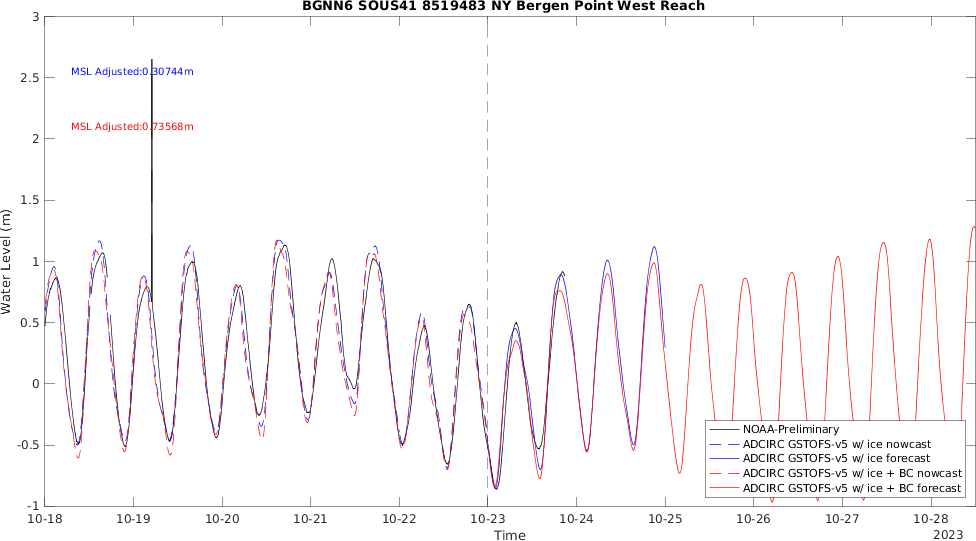 BGNN6 SOUS41 8519483 NY Bergen Point West Reach
3
2.5
2
1.5
1
0.5
0
-0.5
-1
Water Level (m)
MSL Adjusted:0.30744m
MSL Adjusted:0.73568m
NOAA-Preliminary
ADCIRC GSTOFS-v5 w/ ice nowcast
ADCIRC GSTOFS-v5 w/ ice forecast
ADCIRC GSTOFS-v5 w/ ice + BC nowcast
ADCIRC GSTOFS-v5 w/ ice + BC forecast
10-18 10-19 10-20 10-21 10-22 10-23 10-24 10-25 10-26 10-27 10-28
Time
2023